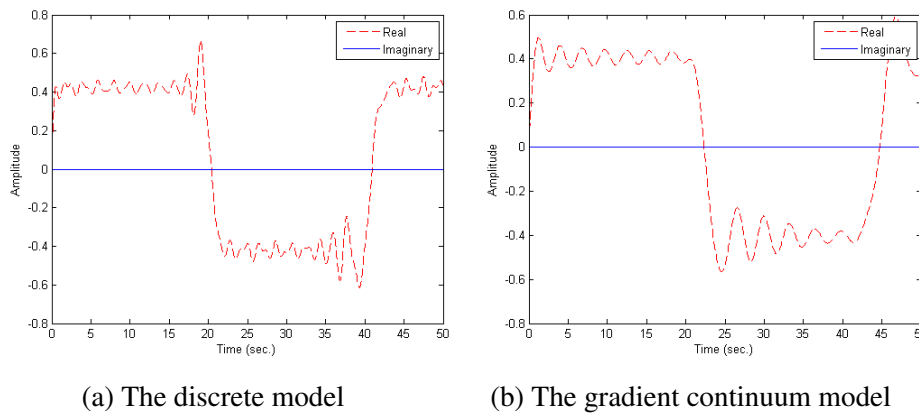 0.8
0.6
0.4
0.2
0
-0.2
-0.4
-0.6
-0.8
Amplitude
0 5 10 15 20 25 30 35 40 45 50
Time (sec.)
Real
Imaginary
(a) The discrete model
0.6
0.4
0.2
0
-0.2
-0.4
-0.6
-0.8
Amplitude
0 5 10 15 20 25 30 35 40 45 50
Time (sec.)
Real
Imaginary
(b) The gradient continuum model